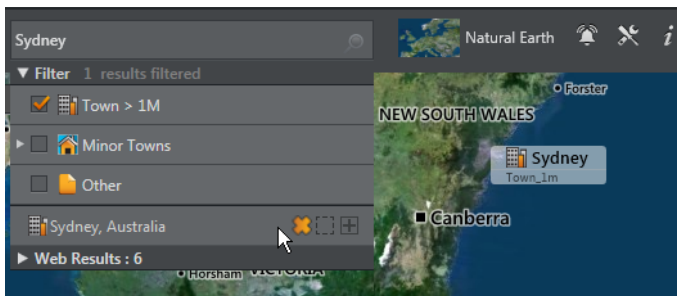 Sydney
Natural Earth
i
Filter 1 results filtered
Town > 1M
Minor Towns
Other
Sydney, Australia
Web Results : 6
Forster
NEW SOUTH WALES
Sydney
Town_1m
Canberra
Horsham
VICTORIA